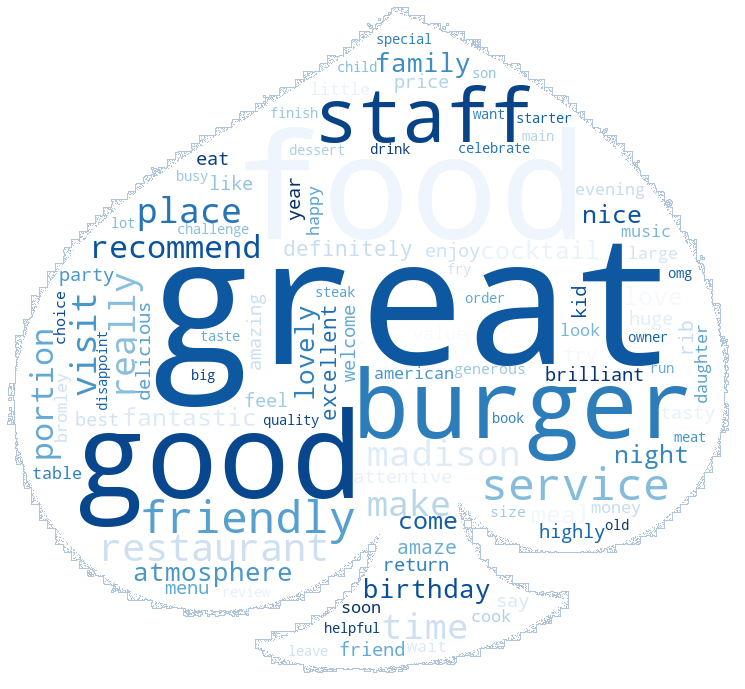 special
child
family
son
little
price
staff
finish
want
starter
dessert
drink
main
celebrate
food
eat
busy
like
year
happy
evening
lot
place
challenge
nice
music
recommend
definitely
enjoy
cocktail
large
great
fry
party
choice
visit
really
delicious
amazing
steak
lovely
order
omg
kid
love
huge
owner
rib
daughter
disappoint
taste
welcome
excellent
value
look
try
portion
bromley
big
american
generous
brilliant
run
best
fantastic
feel
quality
good
burger
book
tasty
meat
table
madison
night
attentive
service
friendly
make
size
meal
money
come
highly
old
restaurant
amaze
atmosphere
return
menu
review
birthday
soon
say
helpful
time
cook
leave
friend
wait